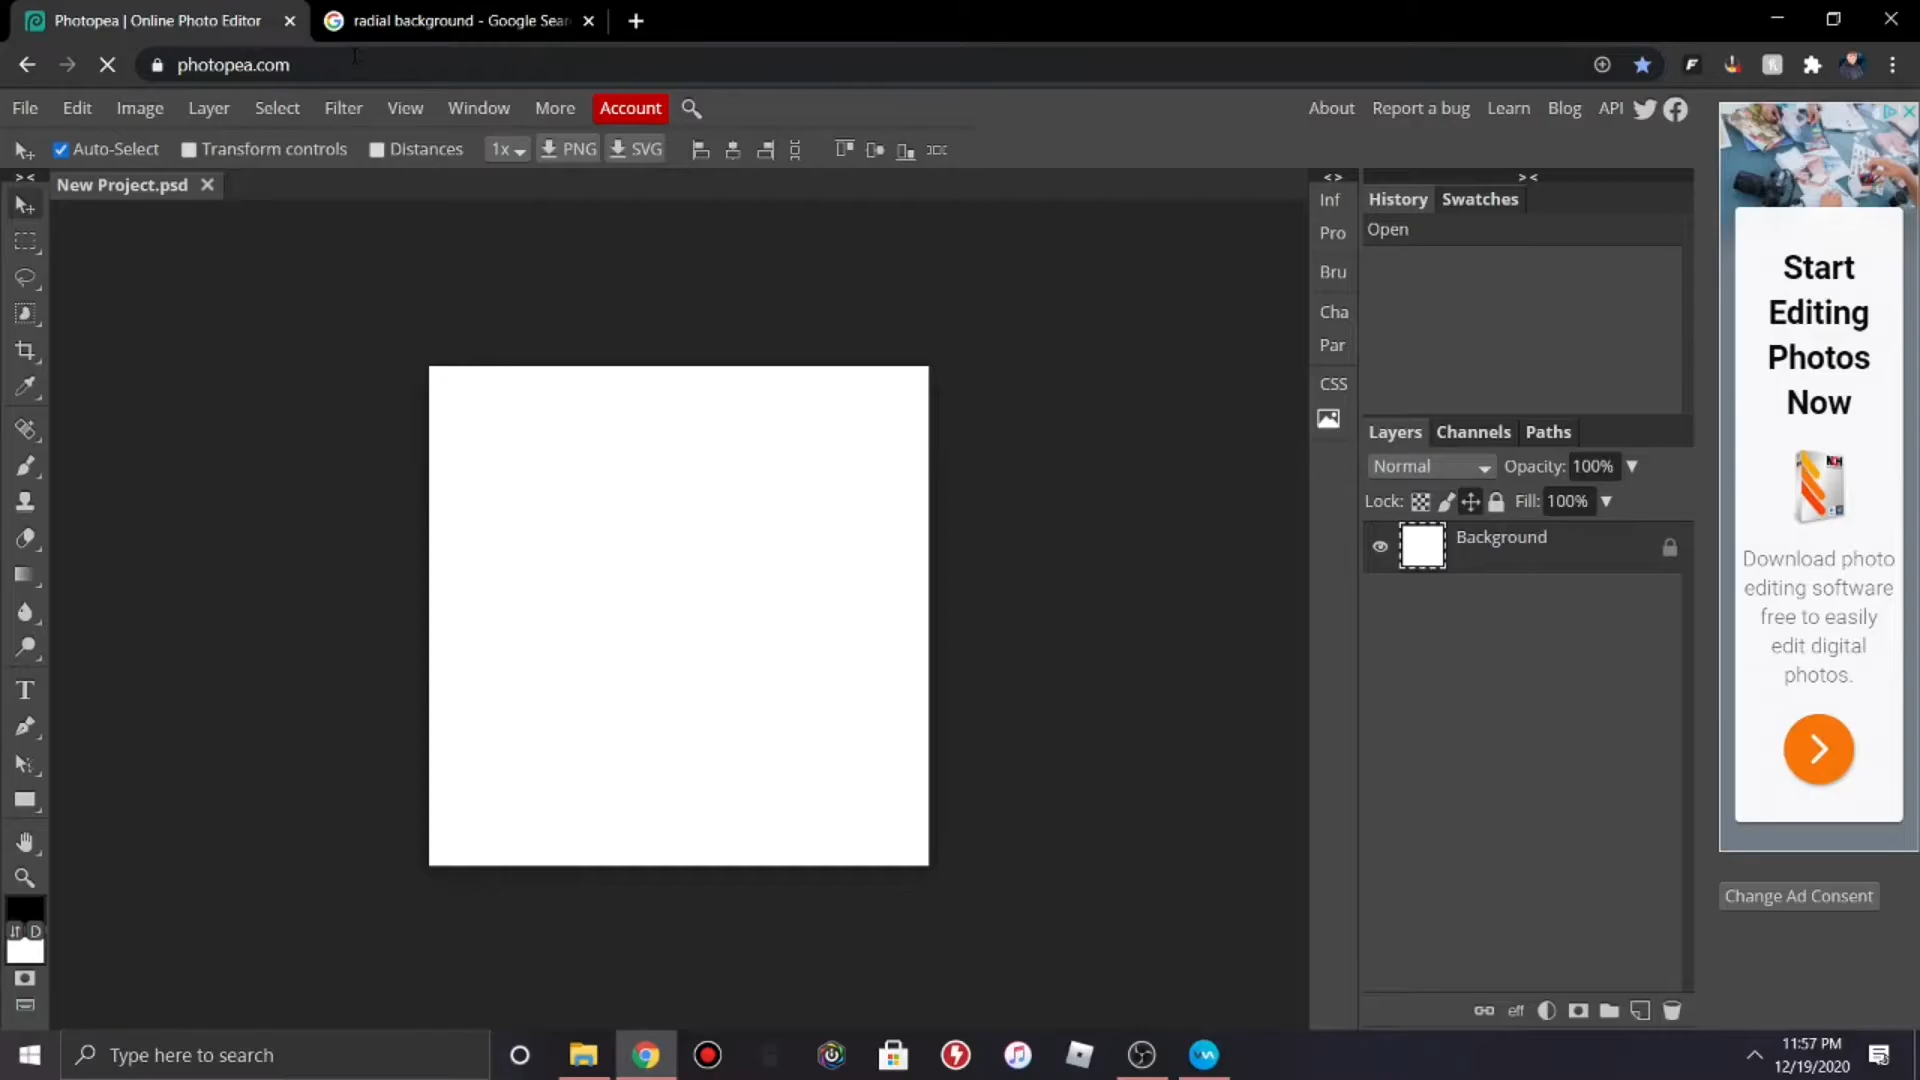 Photopea | Online Photo Editor
radial background - Google Sear
photopea.com
File Edit Image Layer Select Filter View Window More Account
About Report a bug Learn Blog API
Auto-Select Transform controls Distances 1x PNG SVG
New Project.psd
Inf
Pro
Bru
Cha
Par
CSS
History Swatches
Open
Layers Channels Paths
Normal Opacity: 100%
Lock: Fill: 100%
Background
eff
T
D
Start
Editing
Photos
Now
NCH
Download photo
editing software
free to easily
edit digital
photos.
Change Ad Consent
Type here to search
11:57 PM
12/19/2020